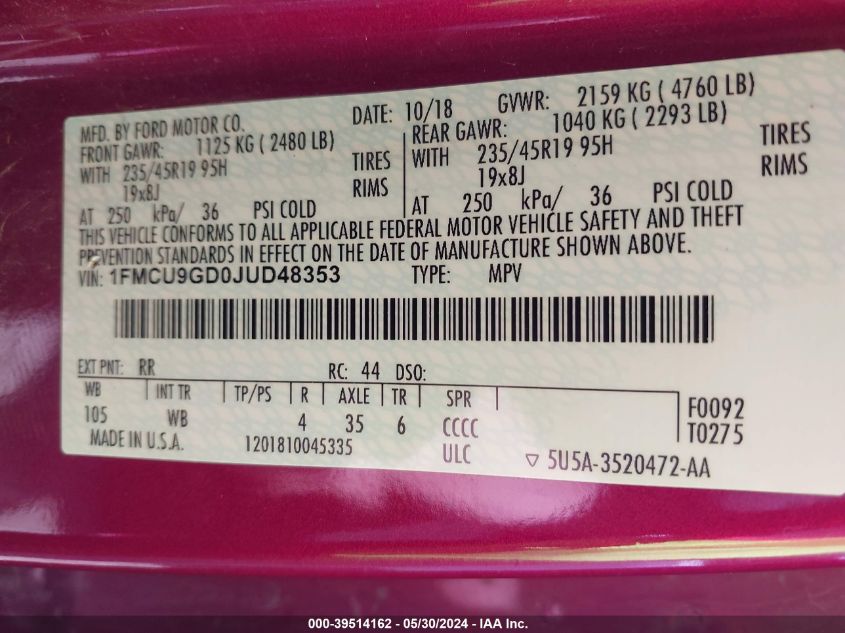 MFD. BY FORD MOTOR CO.
DATE: 10/18 GVWR: 2159 KG ( 4760 LB)
FRONT GAWR: 1125 KG ( 2480 LB)
WITH 235/45R19 95H TIRES
19x8J RIMS
AT 250 kPa/ 36 PSI COLD
REAR GAWR: 1040 KG ( 2293 LB)
WITH 235/45R19 95H TIRES
19x8J RIMS
AT 250 kPa/ 36 PSI COLD
THIS VEHICLE CONFORMS TO ALL APPLICABLE FEDERAL MOTOR VEHICLE SAFETY AND THEFT
PREVENTION STANDARDS IN EFFECT ON THE DATE OF MANUFACTURE SHOWN ABOVE.
VIN: 1FMCU9GD0JUD48353 TYPE: MPV
EXT PNT: RR RC: 44 DSO:
WB INT TR TP/PS R AXLE TR SPR
105 WB 4 35 6 CCCC
F0092
T0275
MADE IN U.S.A. 1201810045335 ULC
5U5A-3520472-AA
000-39514162 — 05/30/2024 — IAA Inc.